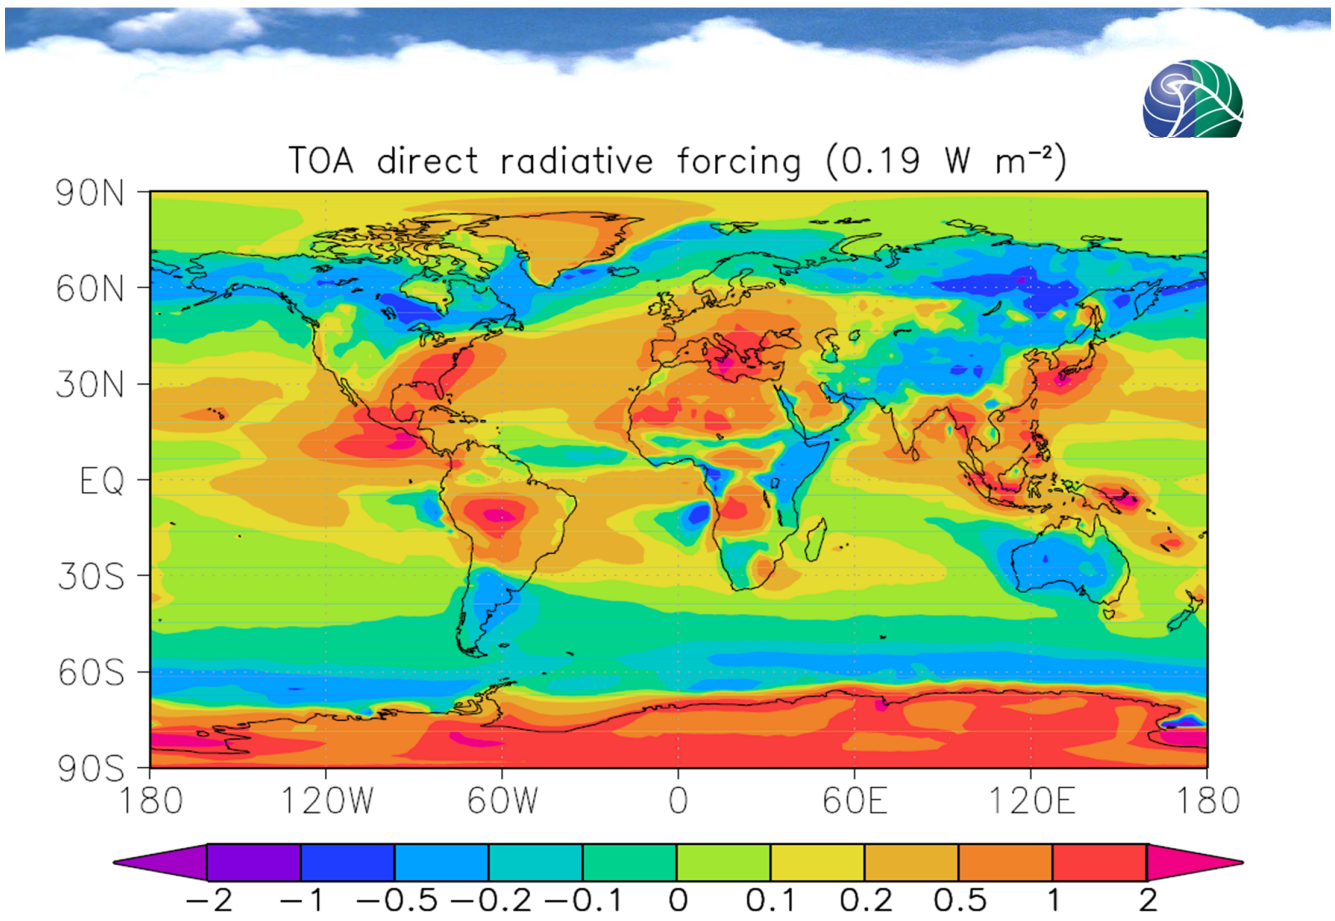 TOA direct radiative forcing (0.19 W m⁻²)
90N
60N
30N
EQ
30S
60S
90S
180 120W 60W 0 60E 120E 180
−2 −1 −0.5 −0.2 −0.1 0 0.1 0.2 0.5 1 2